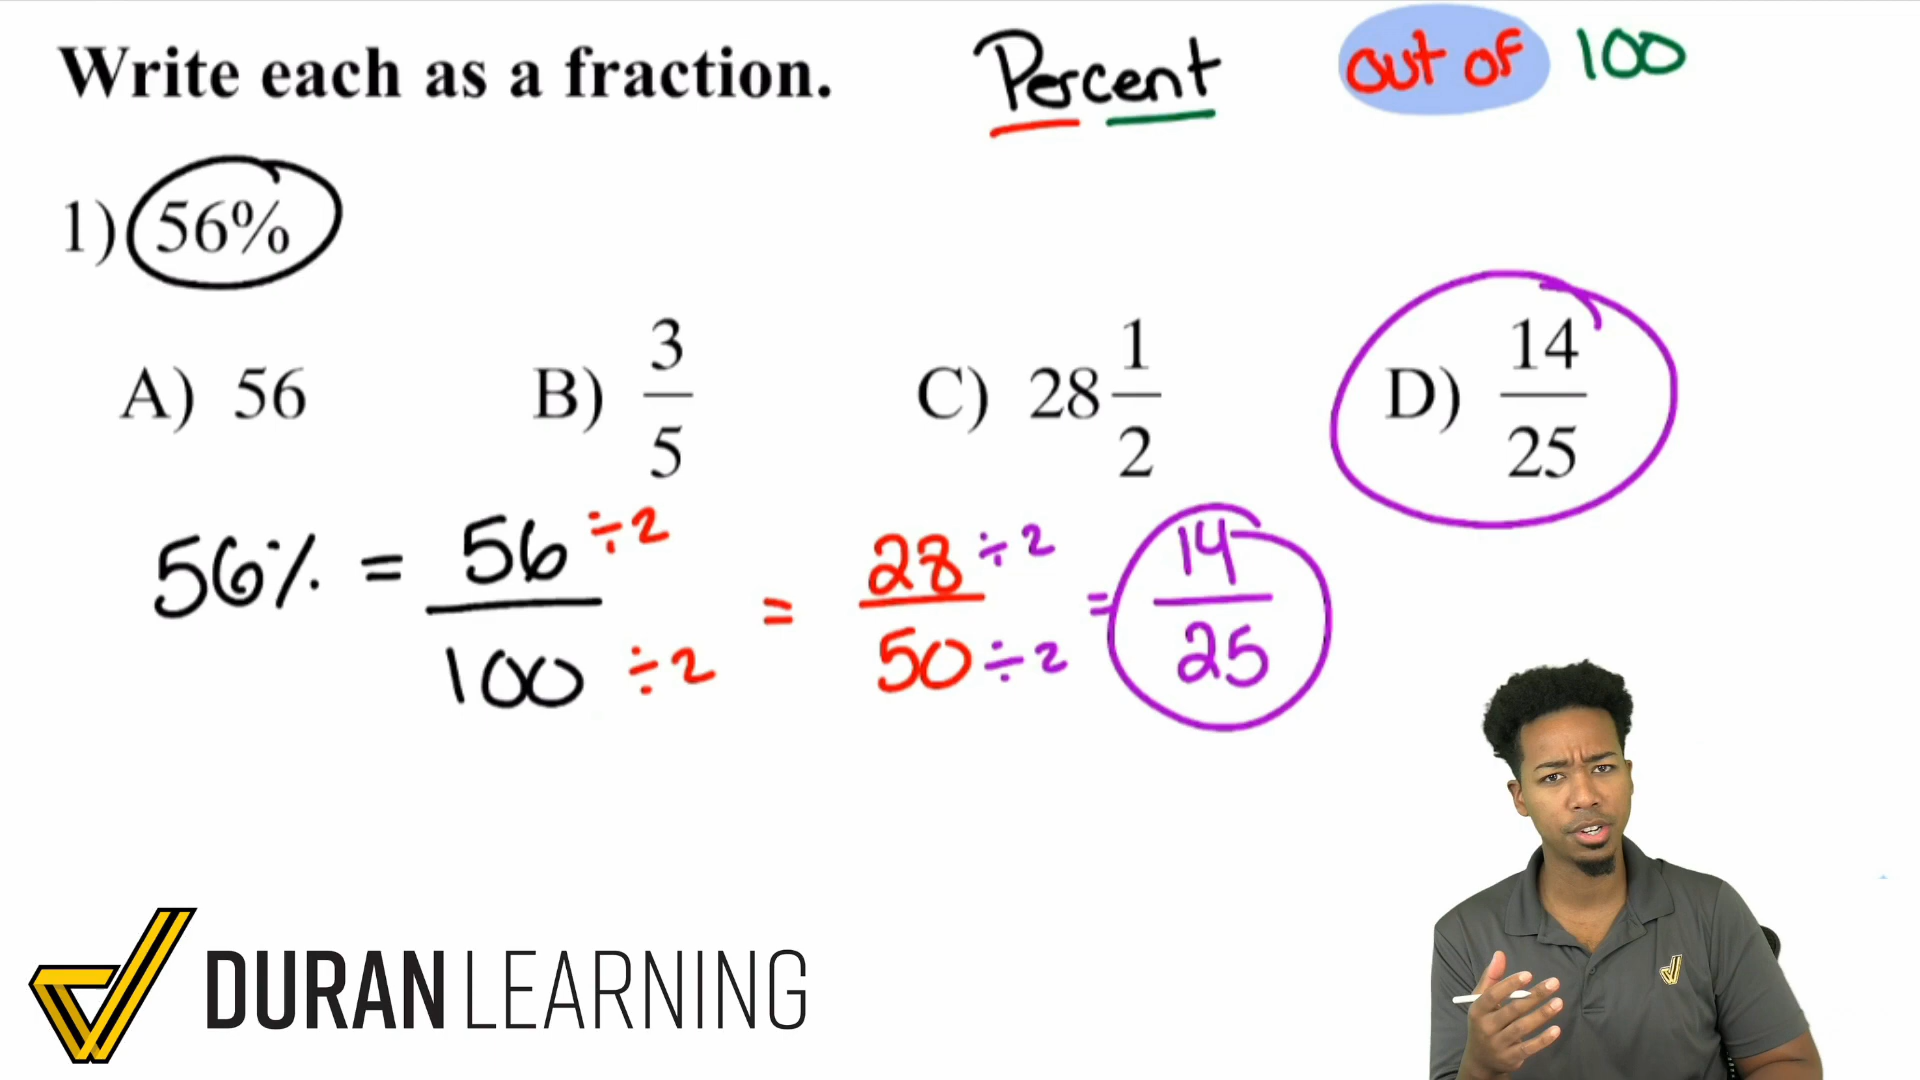 Write each as a fraction. Percent out of 100
1) 56%
A) 56 B) 3/5 C) 28 1/2 D) 14/25
56% = 56 ÷2 / 100 ÷2 = 28 ÷2 / 50 ÷2 = 14/25
DURAN LEARNING